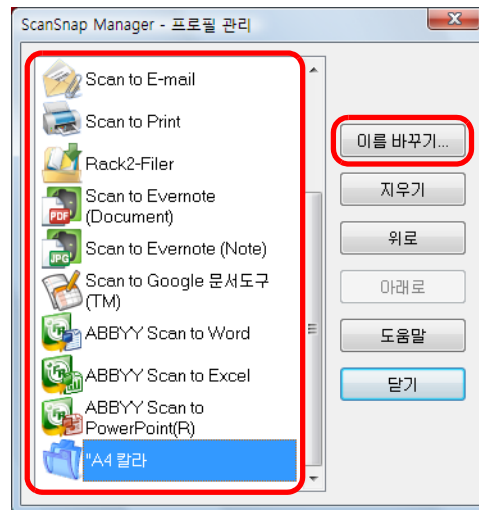 ScanSnap Manager - 프로필 관리
Scan to E-mail
Scan to Print
Rack2-Filer
Scan to Evernote
(Document)
Scan to Evernote (Note)
Scan to Google 문서도구
(TM)
ABBYY Scan to Word
ABBYY Scan to Excel
ABBYY Scan to
PowerPoint(R)
"A4 칼라
이름 바꾸기...
지우기
위로
아래로
도움말
닫기
PDF
JPG